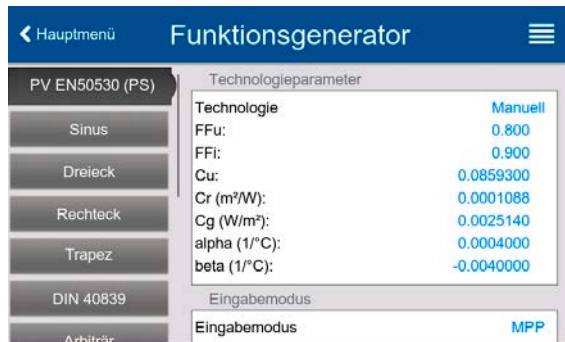 Hauptmenü
Funktionsgenerator
PV EN50530 (PS)
Sinus
Dreieck
Rechteck
Trapez
DIN 40839
Arbiträr
Technologieparameter
Technologie Manuell
FFu: 0.800
FFi: 0.900
Cu: 0.0859300
Cr (m²/W): 0.0001088
Cg (W/m²): 0.0025140
alpha (1/°C): 0.0004000
beta (1/°C): -0.0040000
Eingabemodus
Eingabemodus MPP